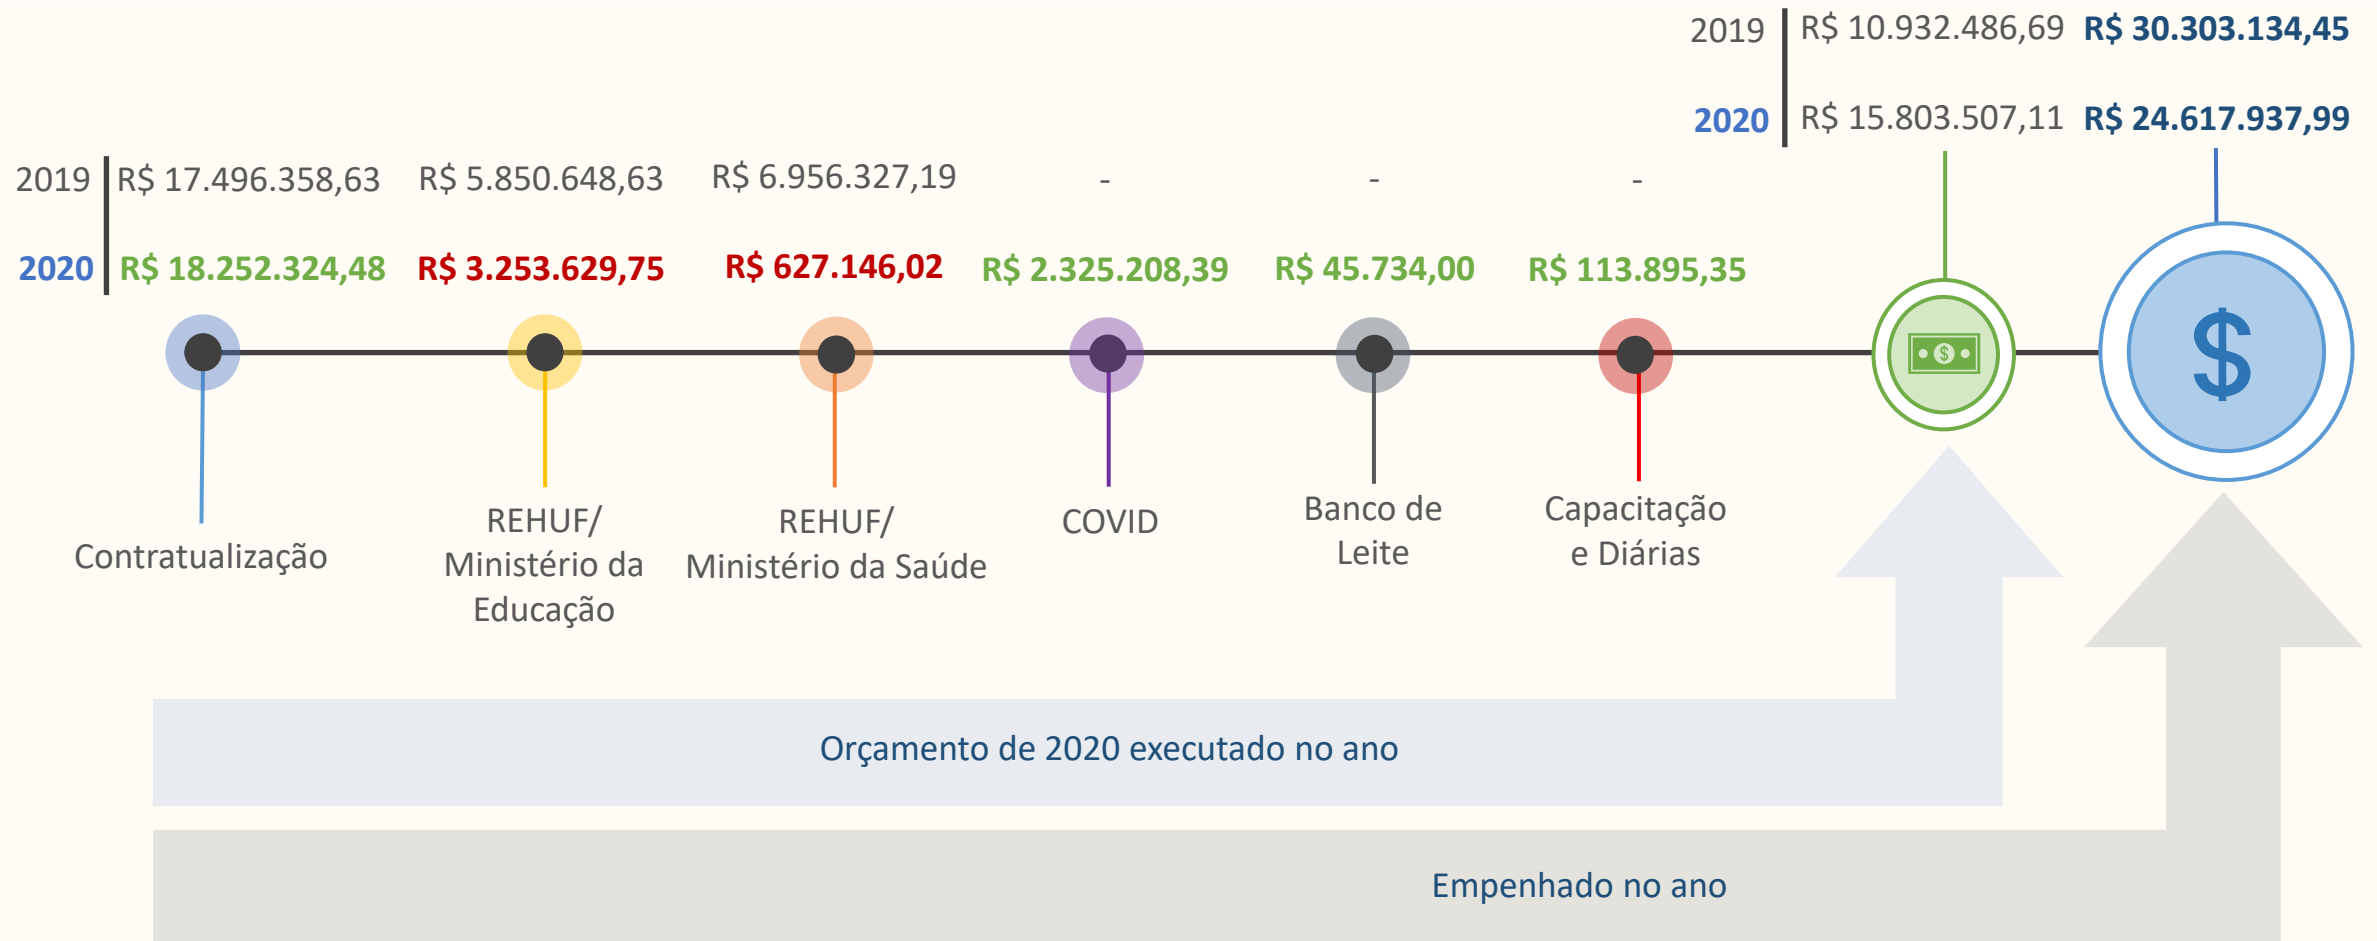 2019 R$ 10.932.486,69 R$ 30.303.134,45
2020 R$ 15.803.507,11 R$ 24.617.937,99
2019 R$ 17.496.358,63 R$ 5.850.648,63 R$ 6.956.327,19 - - -
2020 R$ 18.252.324,48 R$ 3.253.629,75 R$ 627.146,02 R$ 2.325.208,39 R$ 45.734,00 R$ 113.895,35
$
$
Contratualização
REHUF/
Ministério da
Educação
REHUF/
Ministério da Saúde
COVID
Banco de
Leite
Capacitação
e Diárias
Orçamento de 2020 executado no ano
Empenhado no ano